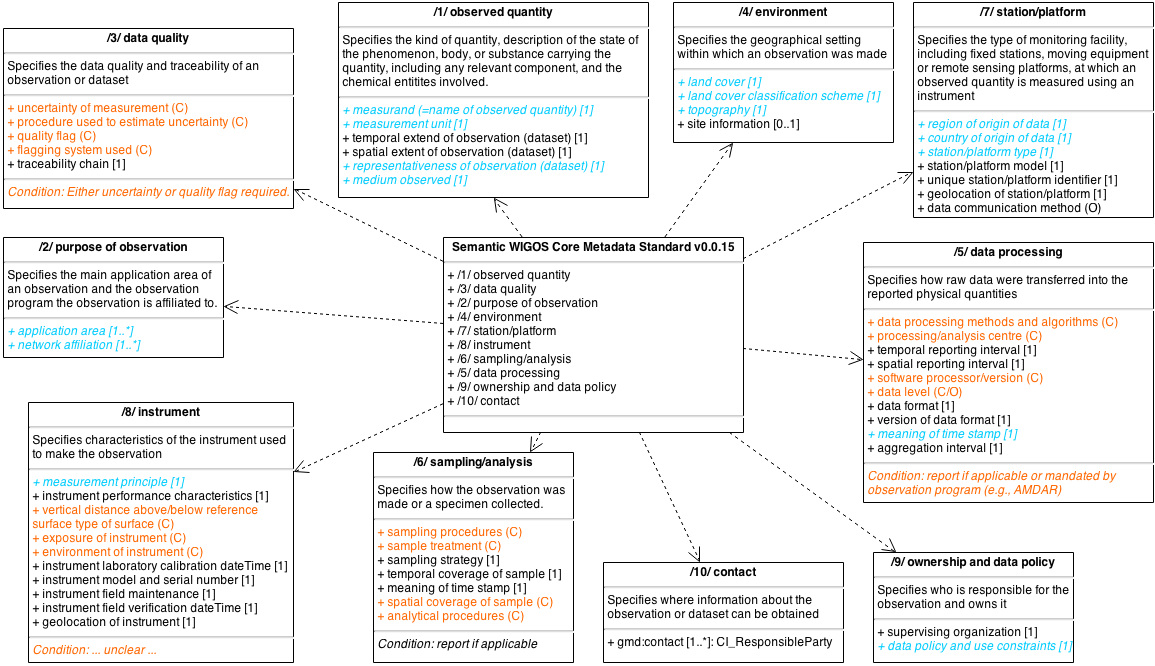 /3/ data quality
Specifies the data quality and traceability of an
observation or dataset
+ uncertainty of measurement (C)
+ procedure used to estimate uncertainty (C)
+ quality flag (C)
+ flagging system used (C)
+ traceability chain [1]
Condition: Either uncertainty or quality flag required.
/1/ observed quantity
Specifies the kind of quantity, description of the state of
the phenomenon, body, or substance carrying the
quantity, including any relevant component, and the
chemical entitites involved.
+ measurand (=name of observed quantity) [1]
+ measurement unit [1]
+ temporal extend of observation (dataset) [1]
+ spatial extent of observation (dataset) [1]
+ representativeness of observation (dataset) [1]
+ medium observed [1]
/4/ environment
Specifies the geographical setting
within which an observation was made
+ land cover [1]
+ land cover classification scheme [1]
+ topography [1]
+ site information [0..1]
/7/ station/platform
Specifies the type of monitoring facility,
including fixed stations, moving equipment
or remote sensing platforms, at which an
observed quantity is measured using an
instrument
+ region of origin of data [1]
+ country of origin of data [1]
+ station/platform type [1]
+ station/platform model [1]
+ unique station/platform identifier [1]
+ geolocation of station/platform [1]
+ data communication method (O)
/2/ purpose of observation
Specifies the main application area of
an observation and the observation
program the observation is affiliated to.
+ application area [1..*]
+ network affiliation [1..*]
Semantic WIGOS Core Metadata Standard v0.0.15
+ /1/ observed quantity
+ /3/ data quality
+ /2/ purpose of observation
+ /4/ environment
+ /7/ station/platform
+ /8/ instrument
+ /6/ sampling/analysis
+ /5/ data processing
+ /9/ ownership and data policy
+ /10/ contact
/5/ data processing
Specifies how raw data were transferred into the
reported physical quantities
+ data processing methods and algorithms (C)
+ processing/analysis centre (C)
+ temporal reporting interval [1]
+ spatial reporting interval [1]
+ software processor/version (C)
+ data level (C/O)
+ data format [1]
+ version of data format [1]
+ meaning of time stamp [1]
+ aggregation interval [1]
Condition: report if applicable or mandated by
observation program (e.g., AMDAR)
/8/ instrument
Specifies characteristics of the instrument used
to make the observation
+ measurement principle [1]
+ instrument performance characteristics [1]
+ vertical distance above/below reference
surface type of surface (C)
+ exposure of instrument (C)
+ environment of instrument (C)
+ instrument laboratory calibration dateTime [1]
+ instrument model and serial number [1]
+ instrument field maintenance [1]
+ instrument field verification dateTime [1]
+ geolocation of instrument [1]
Condition: ... unclear ...
/6/ sampling/analysis
Specifies how the observation was
made or a specimen collected.
+ sampling procedures (C)
+ sample treatment (C)
+ sampling strategy [1]
+ temporal coverage of sample [1]
+ meaning of time stamp [1]
+ spatial coverage of sample (C)
+ analytical procedures (C)
Condition: report if applicable
/10/ contact
Specifies where information about the
observation or dataset can be obtained
+ gmd:contact [1..*]: CI_ResponsibleParty
/9/ ownership and data policy
Specifies who is responsible for the
observation and owns it
+ supervising organization [1]
+ data policy and use constraints [1]